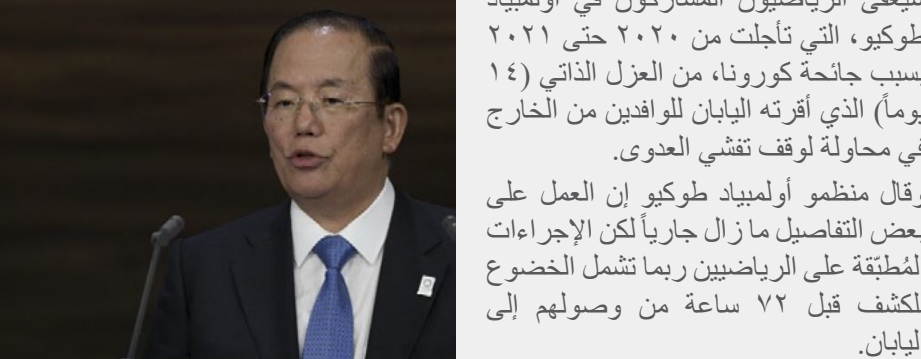 سيعفى الرياضيون المشاركون في أولمبياد
طوكيو، التي تأجلت من ٢٠٢٠ حتى ٢٠٢١
بسبب جائحة كورونا، من العزل الذاتي (١٤
يوماً) الذي أقرته اليابان للوافدين من الخارج
في محاولة لوقف تفشي العدوى.
وقال منظمو أولمبياد طوكيو إن العمل على
بعض التفاصيل ما زال جارياً لكن الإجراءات
المُطبّقة على الرياضيين ربما تشمل الخضوع
للكشف قبل ٧٢ ساعة من وصولهم إلى
اليابان.